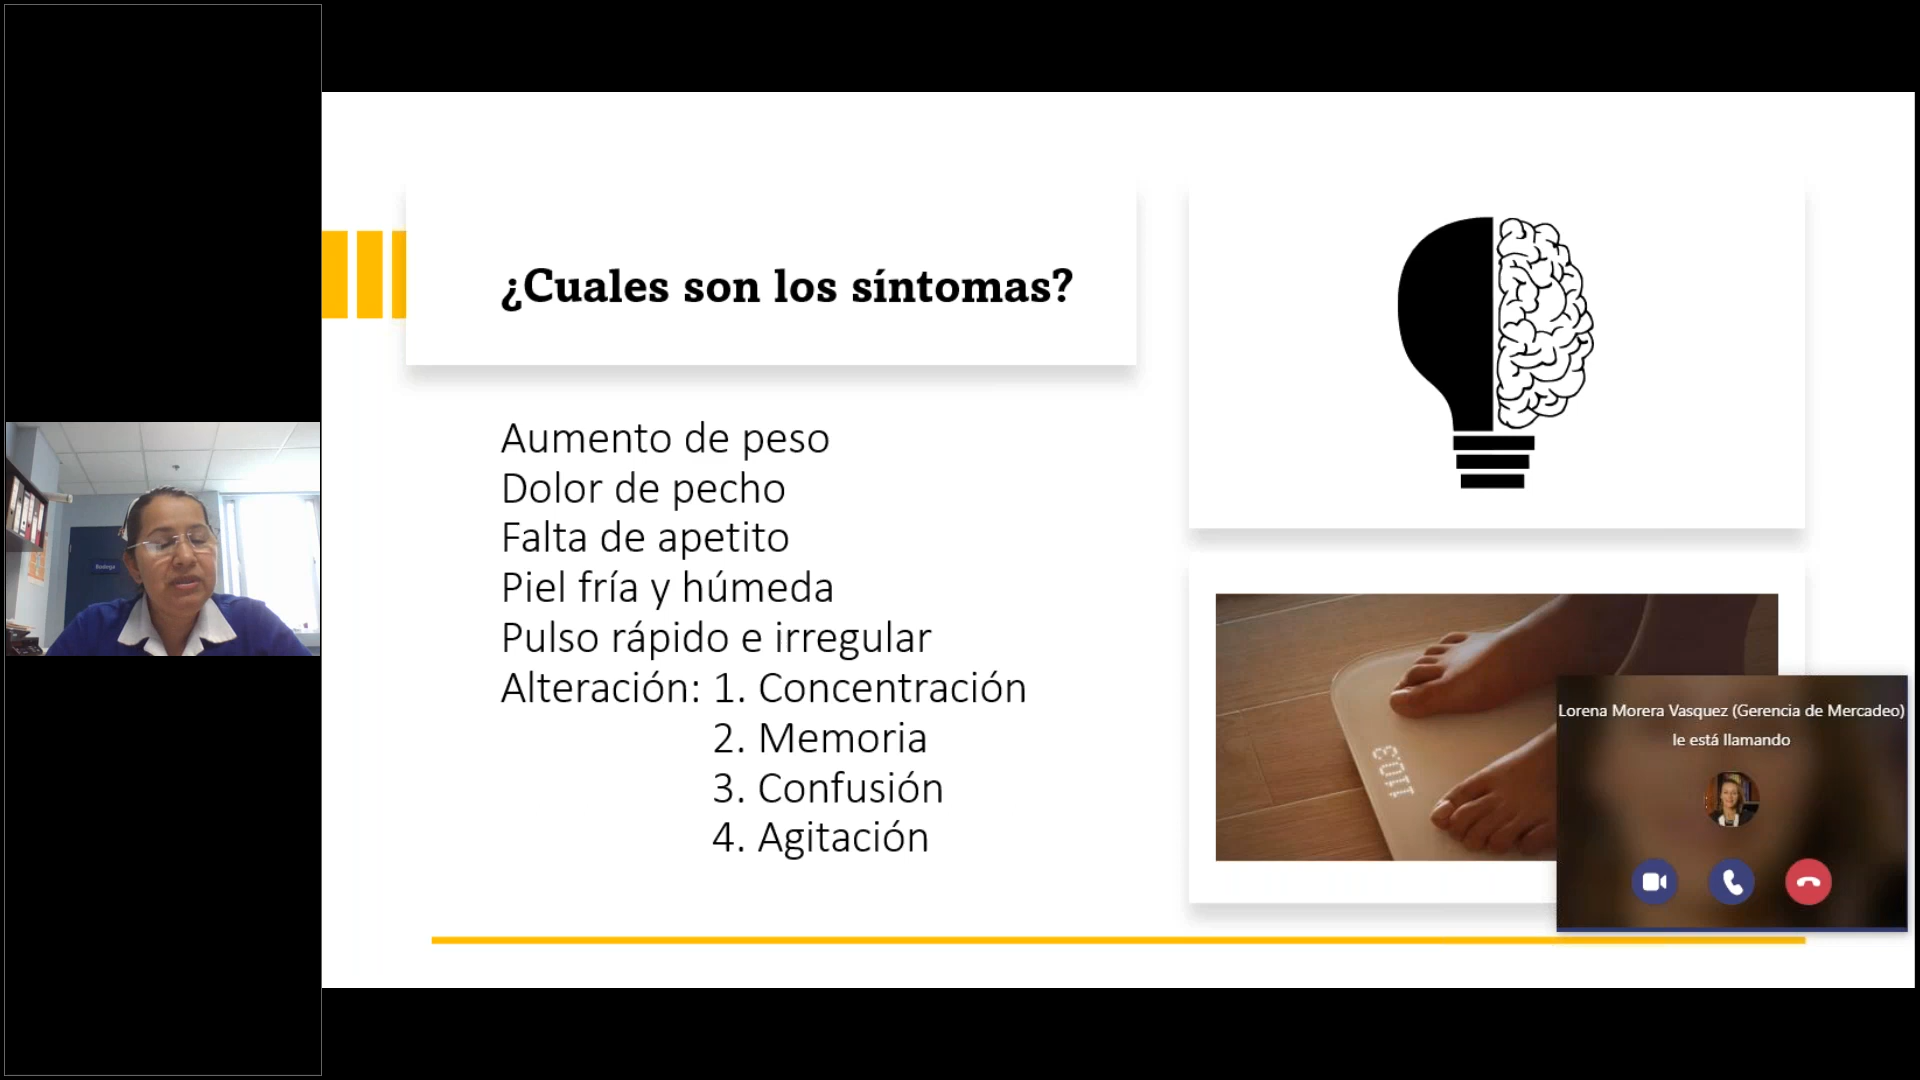 ¿Cuales son los síntomas?
Aumento de peso
Dolor de pecho
Falta de apetito
Piel fría y húmeda
Pulso rápido e irregular
Alteración: 1. Concentración
2. Memoria
3. Confusión
4. Agitación
Lorena Morera Vasquez (Gerencia de Mercadeo)
le está llamando
Bodega